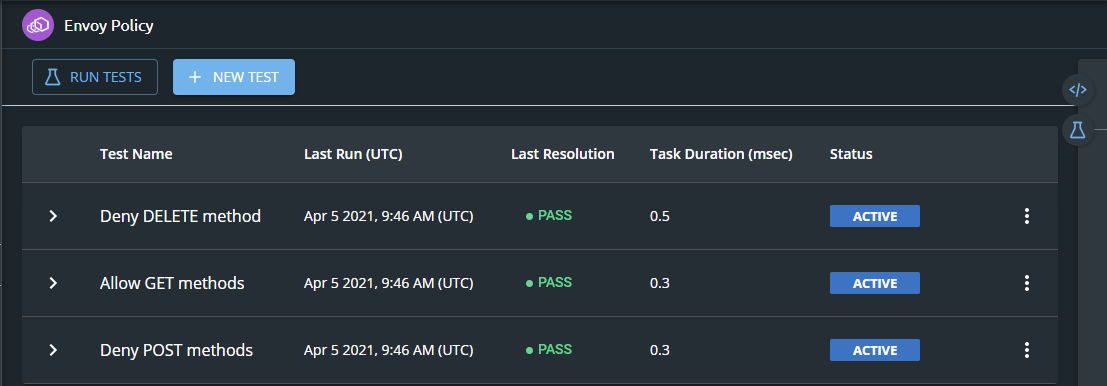 Envoy Policy
RUN TESTS + NEW TEST
</>
Test Name Last Run (UTC) Last Resolution Task Duration (msec) Status
Deny DELETE method Apr 5 2021, 9:46 AM (UTC) PASS 0.5 ACTIVE
Allow GET methods Apr 5 2021, 9:46 AM (UTC) PASS 0.3 ACTIVE
Deny POST methods Apr 5 2021, 9:46 AM (UTC) PASS 0.3 ACTIVE